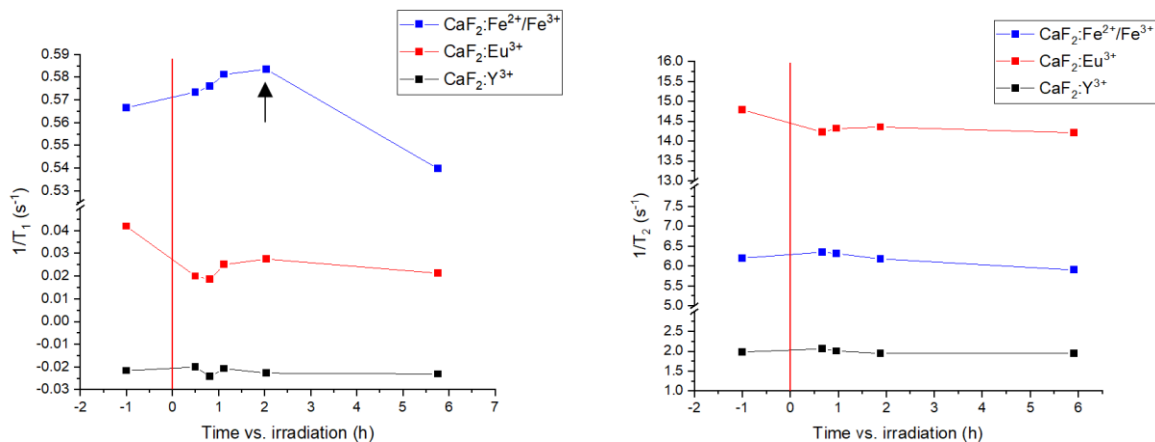 CaF₂:Fe²⁺/Fe³⁺
CaF₂:Eu³⁺
CaF₂:Y³⁺
1/T₁ (s⁻¹)
0.59
0.58
0.57
0.56
0.55
0.54
0.53
0.04
0.03
0.02
0.01
0.00
-0.01
-0.02
-0.03
-2 -1 0 1 2 3 4 5 6 7
Time vs. irradiation (h)
CaF₂:Fe²⁺/Fe³⁺
CaF₂:Eu³⁺
CaF₂:Y³⁺
1/T₂ (s⁻¹)
16.0
15.5
15.0
14.5
14.0
13.5
13.0
7.5
7.0
6.5
6.0
5.5
5.0
2.5
2.0
1.5
1.0
-2 -1 0 1 2 3 4 5 6
Time vs. irradiation (h)